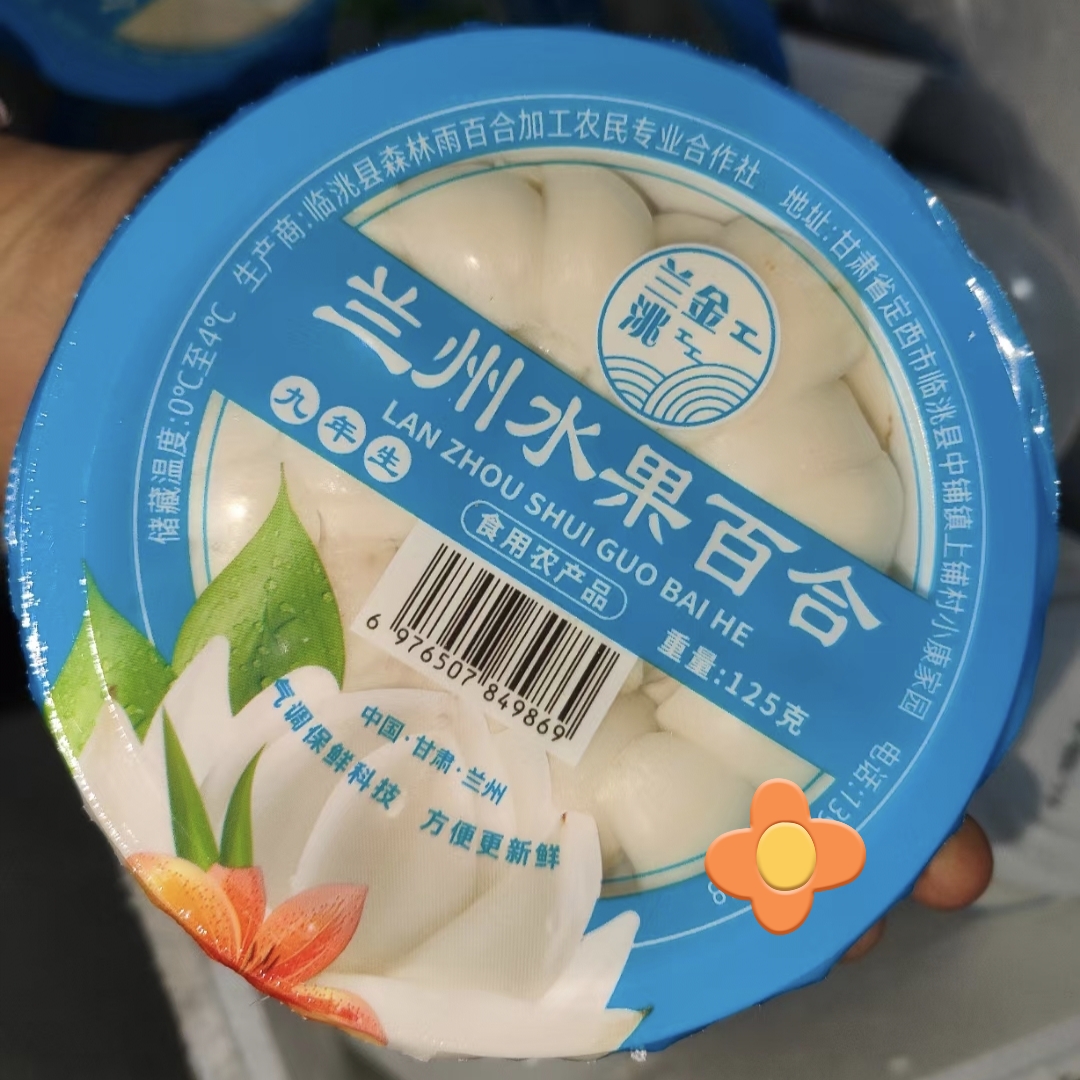 生产商:临洮县森林雨百合加工农民专业合作社
地址:甘肃省定西市临洮县中铺镇上铺村小康家园
电话:13
8
储藏温度:0℃至4℃
兰金工
洮工
兰州水果百合
九年生
LAN ZHOU SHUI GUO BAI HE
食用农产品
重量:125克
6 976507 849869
中国·甘肃·兰州
气调保鲜科技
方便更新鲜